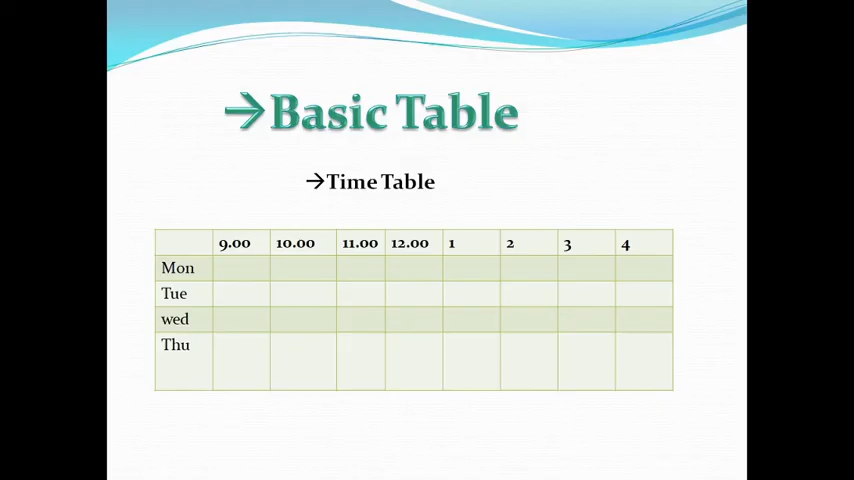 →Basic Table
→Time Table
9.00 10.00 11.00 12.00 1 2 3 4
Mon
Tue
wed
Thu